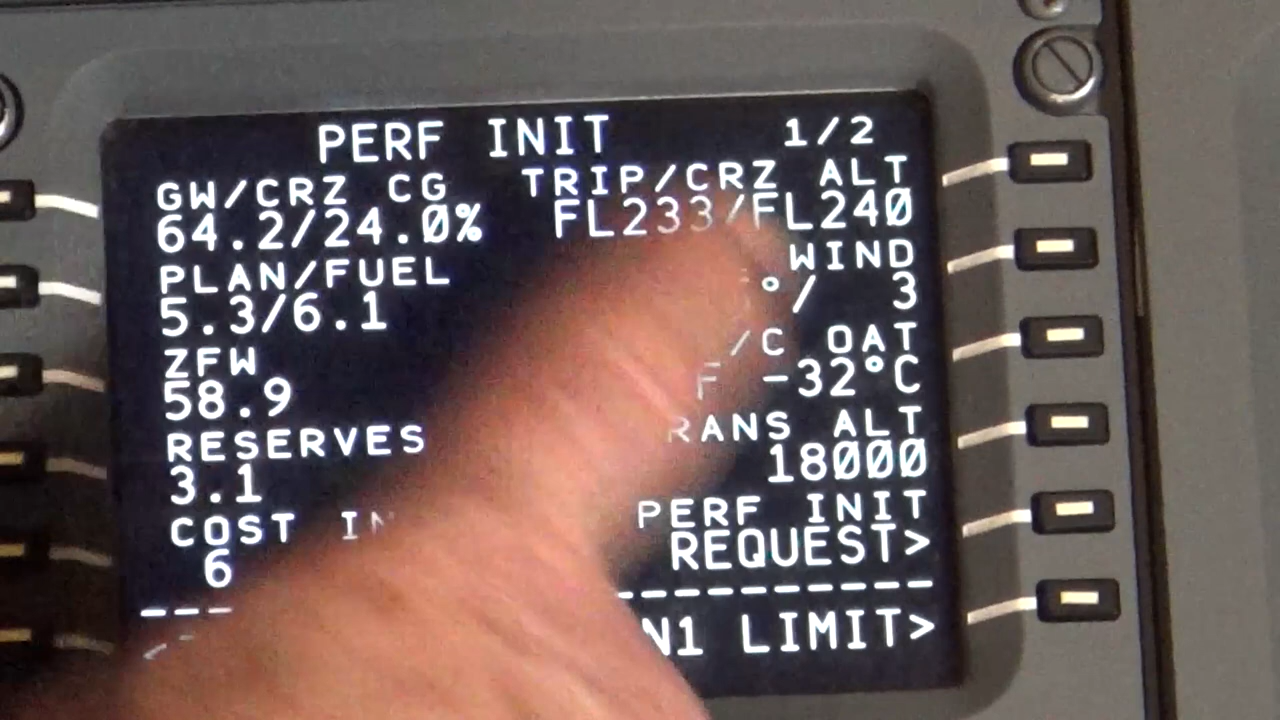 PERF INIT 1/2
GW/CRZ CG TRIP/CRZ ALT
64.2/24.0% FL233/FL240
PLAN/FUEL WIND
5.3/6.1 °/ 3
ZFW /C OAT
58.9 F -32°C
RESERVES TRANS ALT
3.1 18000
COST PERF INIT
6 REQUEST>
N1 LIMIT>